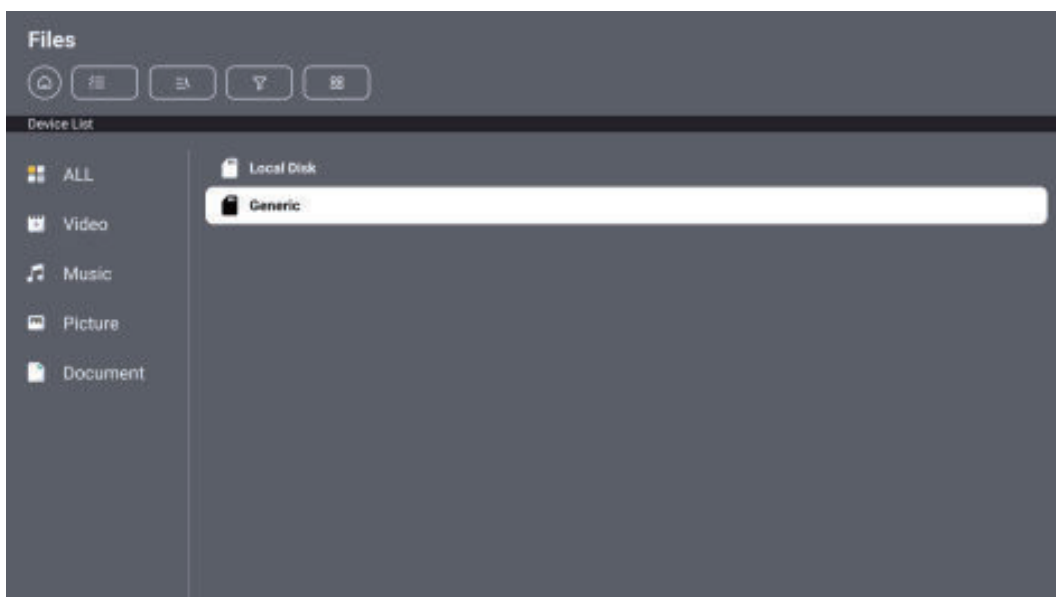 Files
Device List
ALL
Video
Music
Picture
Document
Local Disk
Generic